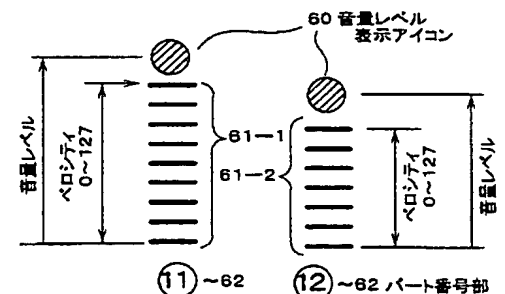 60 音量レベル
表示アイコン
音量レベル
ベロシティ
0～127
61－1
61－2
ベロシティ
0～127
音量レベル
⑪～62
⑫～62 パート番号部